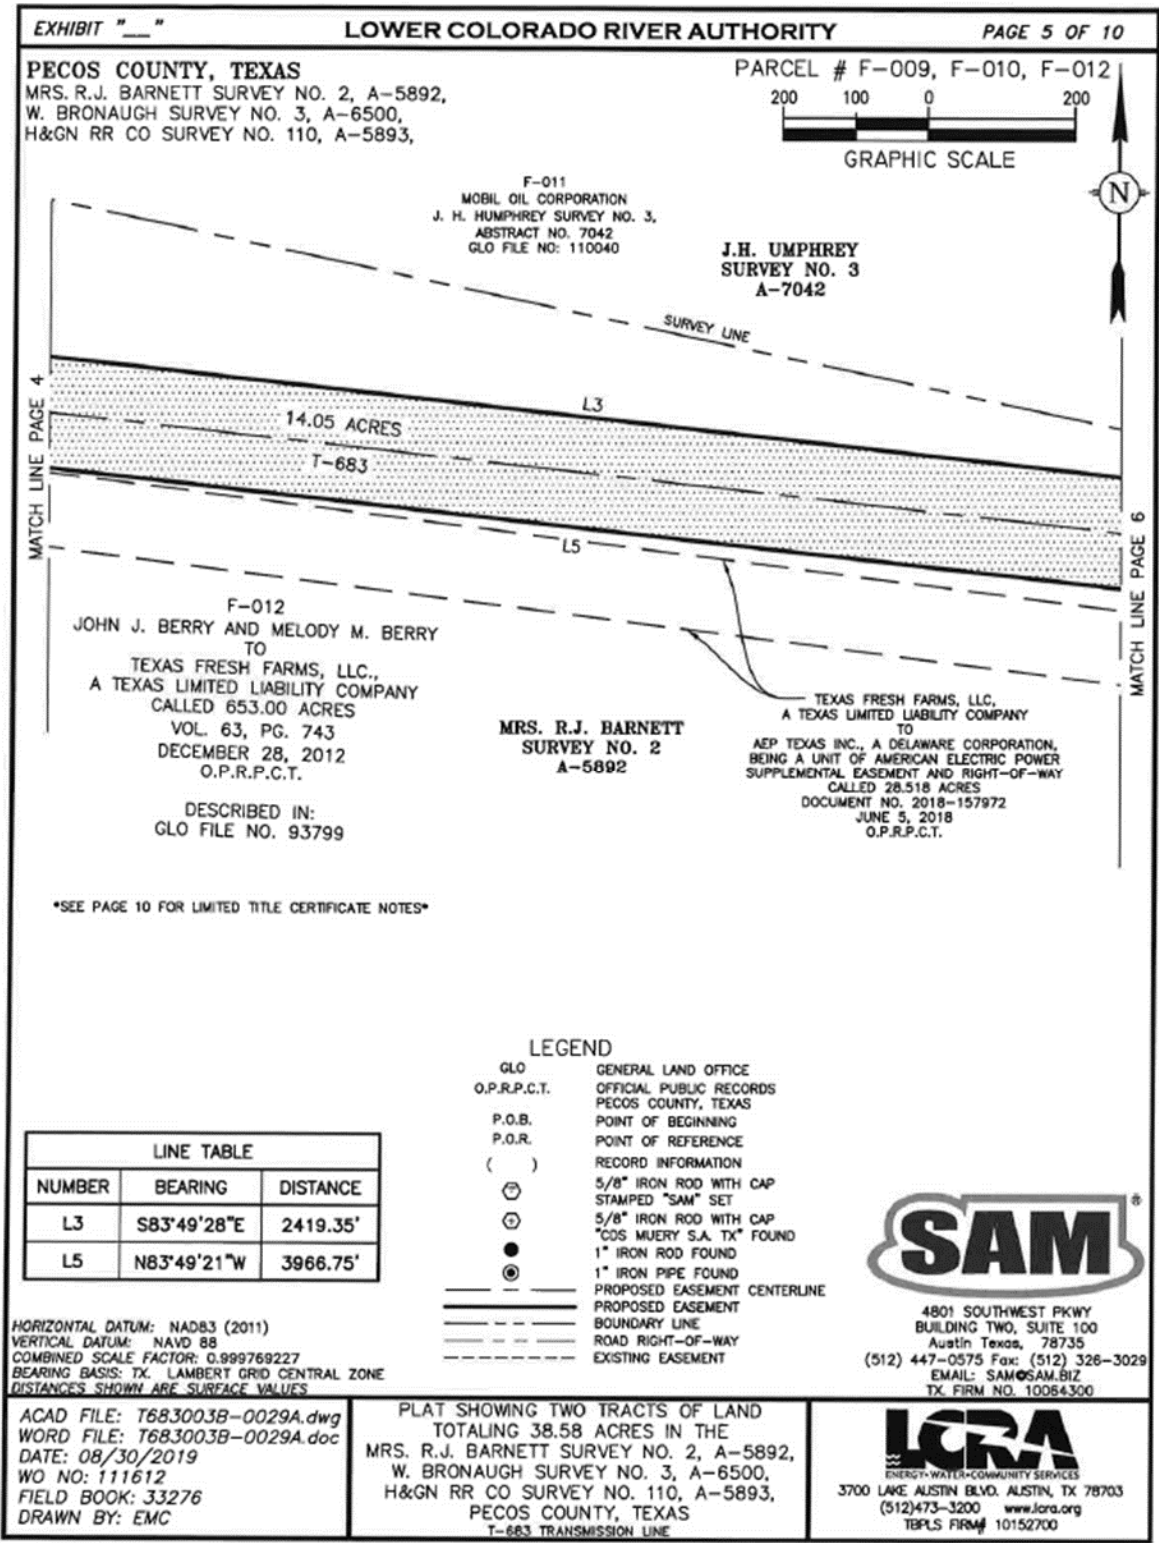 EXHIBIT "__"
LOWER COLORADO RIVER AUTHORITY
PAGE 5 OF 10
PECOS COUNTY, TEXAS
MRS. R.J. BARNETT SURVEY NO. 2, A-5892,
W. BRONAUGH SURVEY NO. 3, A-6500,
H&GN RR CO SURVEY NO. 110, A-5893,
PARCEL # F-009, F-010, F-012
200 100 0 200
GRAPHIC SCALE
N
F-011
MOBIL OIL CORPORATION
J. H. HUMPHREY SURVEY NO. 3,
ABSTRACT NO. 7042
GLO FILE NO: 110040
J.H. UMPHREY
SURVEY NO. 3
A-7042
SURVEY LINE
MATCH LINE PAGE 4
L3
14.05 ACRES
T-683
L5
MATCH LINE PAGE 6
F-012
JOHN J. BERRY AND MELODY M. BERRY
TO
TEXAS FRESH FARMS, LLC.,
A TEXAS LIMITED LIABILITY COMPANY
CALLED 653.00 ACRES
VOL. 63, PG. 743
DECEMBER 28, 2012
O.P.R.P.C.T.
DESCRIBED IN:
GLO FILE NO. 93799
MRS. R.J. BARNETT
SURVEY NO. 2
A-5892
TEXAS FRESH FARMS, LLC,
A TEXAS LIMITED LIABILITY COMPANY
TO
AEP TEXAS INC., A DELAWARE CORPORATION,
BEING A UNIT OF AMERICAN ELECTRIC POWER
SUPPLEMENTAL EASEMENT AND RIGHT-OF-WAY
CALLED 28.518 ACRES
DOCUMENT NO. 2018-157972
JUNE 5, 2018
O.P.R.P.C.T.
*SEE PAGE 10 FOR LIMITED TITLE CERTIFICATE NOTES*
LEGEND
GLO GENERAL LAND OFFICE
O.P.R.P.C.T. OFFICIAL PUBLIC RECORDS
PECOS COUNTY, TEXAS
P.O.B. POINT OF BEGINNING
P.O.R. POINT OF REFERENCE
( ) RECORD INFORMATION
5/8" IRON ROD WITH CAP
STAMPED "SAM" SET
5/8" IRON ROD WITH CAP
"CDS MUERY S.A. TX" FOUND
1" IRON ROD FOUND
1" IRON PIPE FOUND
PROPOSED EASEMENT CENTERLINE
PROPOSED EASEMENT
BOUNDARY LINE
ROAD RIGHT-OF-WAY
EXISTING EASEMENT
LINE TABLE
NUMBER BEARING DISTANCE
L3 S83°49'28"E 2419.35'
L5 N83°49'21"W 3966.75'
HORIZONTAL DATUM: NAD83 (2011)
VERTICAL DATUM: NAVD 88
COMBINED SCALE FACTOR: 0.999769227
BEARING BASIS: TX. LAMBERT GRID CENTRAL ZONE
DISTANCES SHOWN ARE SURFACE VALUES
SAM®
4801 SOUTHWEST PKWY
BUILDING TWO, SUITE 100
Austin Texas, 78735
(512) 447-0575 Fax: (512) 326-3029
EMAIL: SAM@SAM.BIZ
TX. FIRM NO. 10064300
ACAD FILE: T683003B-0029A.dwg
WORD FILE: T683003B-0029A.doc
DATE: 08/30/2019
WO NO: 111612
FIELD BOOK: 33276
DRAWN BY: EMC
PLAT SHOWING TWO TRACTS OF LAND
TOTALING 38.58 ACRES IN THE
MRS. R.J. BARNETT SURVEY NO. 2, A-5892,
W. BRONAUGH SURVEY NO. 3, A-6500,
H&GN RR CO SURVEY NO. 110, A-5893,
PECOS COUNTY, TEXAS
T-683 TRANSMISSION LINE
LCRA
ENERGY•WATER•COMMUNITY SERVICES
3700 LAKE AUSTIN BLVD. AUSTIN, TX 78703
(512)473-3200 www.lcra.org
TBPLS FIRM# 10152700